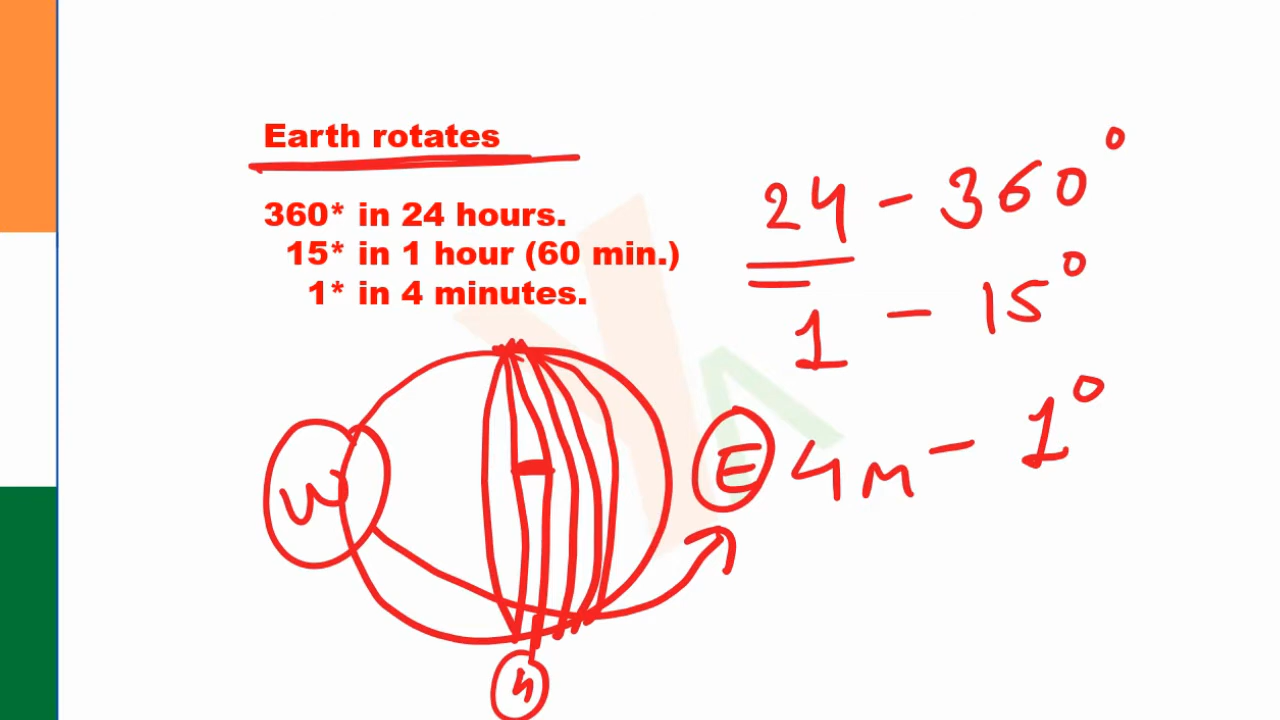 Earth rotates
360* in 24 hours.
15* in 1 hour (60 min.)
1* in 4 minutes.
24 - 360°
1 - 15°
4m - 1°
W
E
4